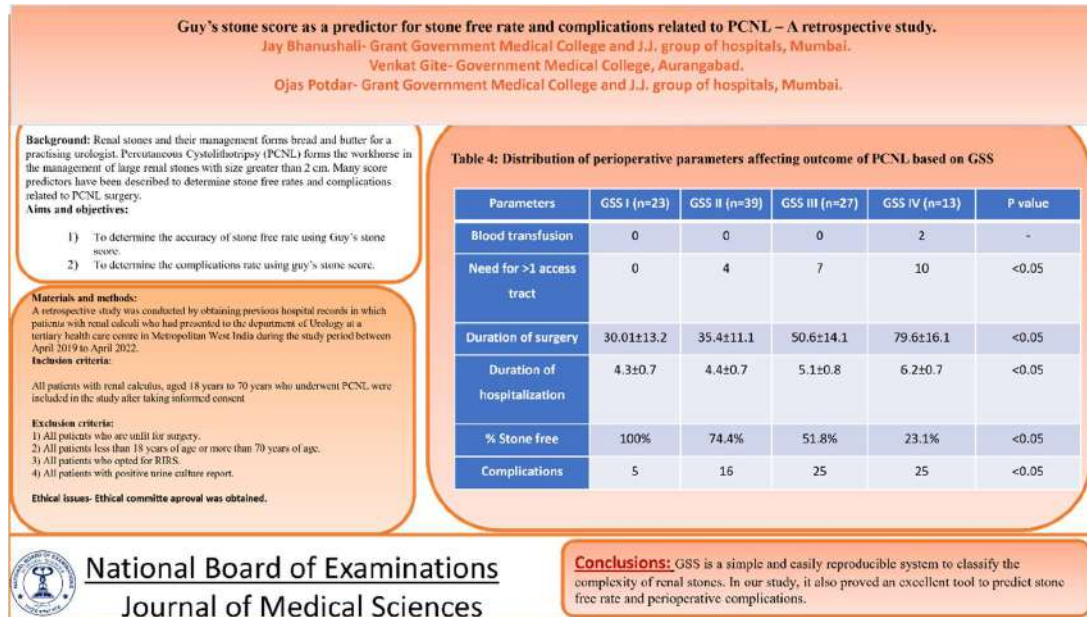 Guy's stone score as a predictor for stone free rate and complications related to PCNL – A retrospective study.
Jay Bhanushali- Grant Government Medical College and J.J. group of hospitals, Mumbai.
Venkat Gite- Government Medical College, Aurangabad.
Ojas Potdar- Grant Government Medical College and J.J. group of hospitals, Mumbai.
Background: Renal stones and their management forms bread and butter for a
practising urologist. Percutaneous Cystolithotripsy (PCNL) forms the workhorse in
the management of large renal stones with size greater than 2 cm. Many score
predictors have been described to determine stone free rates and complications
related to PCNL surgery.
Aims and objectives:
1) To determine the accuracy of stone free rate using Guy's stone
score.
2) To determine the complications rate using guy's stone score.
Materials and methods:
A retrospective study was conducted by obtaining previous hospital records in which
patients with renal calculi who had presented to the department of Urology at a
tertiary health care centre in Metropolitan West India during the study period between
April 2019 to April 2022.
Inclusion criteria:
All patients with renal calculus, aged 18 years to 70 years who underwent PCNL were
included in the study after taking informed consent
Exclusion criteria:
1) All patients who are unfit for surgery.
2) All patients less than 18 years of age or more than 70 years of age.
3) All patients who opted for RIRS.
4) All patients with positive urine culture report.
Ethical issues- Ethical committe aproval was obtained.
Table 4: Distribution of perioperative parameters affecting outcome of PCNL based on GSS
Parameters GSS I (n=23) GSS II (n=39) GSS III (n=27) GSS IV (n=13) P value
Blood transfusion 0 0 0 2 -
Need for >1 access 0 4 7 10 <0.05
tract
Duration of surgery 30.01±13.2 35.4±11.1 50.6±14.1 79.6±16.1 <0.05
Duration of 4.3±0.7 4.4±0.7 5.1±0.8 6.2±0.7 <0.05
hospitalization
% Stone free 100% 74.4% 51.8% 23.1% <0.05
Complications 5 16 25 25 <0.05
National Board of Examinations
Journal of Medical Sciences
Conclusions: GSS is a simple and easily reproducible system to classify the
complexity of renal stones. In our study, it also proved an excellent tool to predict stone
free rate and perioperative complications.